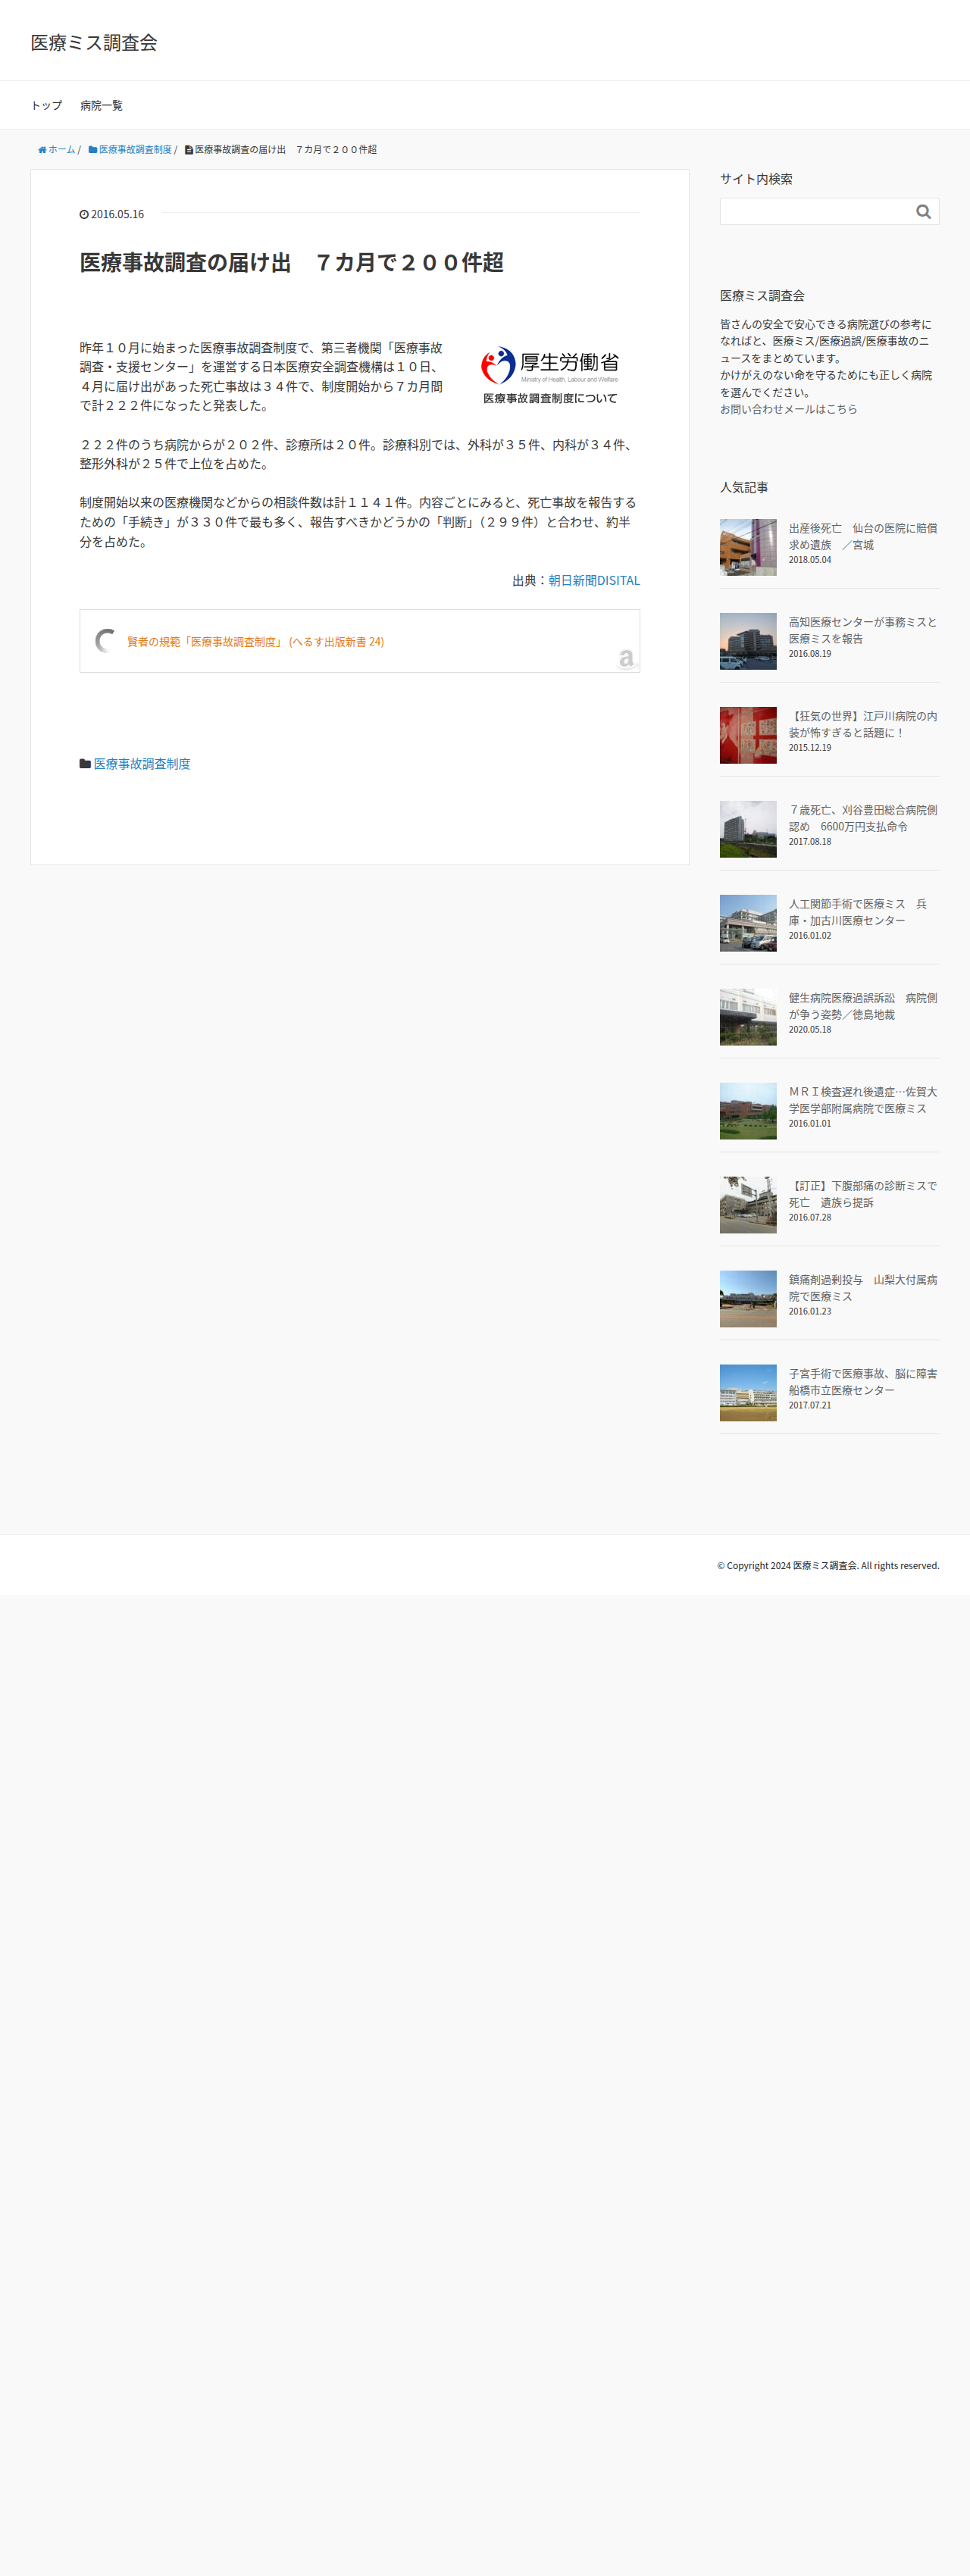 医療ミス調査会
トップ
病院一覧
ホーム / 医療事故調査制度 / 医療事故調査の届け出　７カ月で２００件超
2016.05.16
医療事故調査の届け出　７カ月で２００件超
昨年１０月に始まった医療事故調査制度で、第三者機関「医療事故
調査・支援センター」を運営する日本医療安全調査機構は１０日、
４月に届け出があった死亡事故は３４件で、制度開始から７カ月間
で計２２２件になったと発表した。
厚生労働省
Ministry of Health, Labour and Welfare
医療事故調査制度について
２２２件のうち病院からが２０２件、診療所は２０件。診療科別では、外科が３５件、内科が３４件、
整形外科が２５件で上位を占めた。
制度開始以来の医療機関などからの相談件数は計１１４１件。内容ごとにみると、死亡事故を報告する
ための「手続き」が３３０件で最も多く、報告すべきかどうかの「判断」（２９９件）と合わせ、約半
分を占めた。
出典：朝日新聞DISITAL
賢者の規範「医療事故調査制度」 (へるす出版新書 24)
a
医療事故調査制度
サイト内検索
医療ミス調査会
皆さんの安全で安心できる病院選びの参考に
なればと、医療ミス/医療過誤/医療事故のニ
ュースをまとめています。
かけがえのない命を守るためにも正しく病院
を選んでください。
お問い合わせメールはこちら
人気記事
出産後死亡　仙台の医院に賠償
求め遺族　／宮城
2018.05.04
高知医療センターが事務ミスと
医療ミスを報告
2016.08.19
【狂気の世界】江戸川病院の内
装が怖すぎると話題に！
2015.12.19
７歳死亡、刈谷豊田総合病院側
認め　6600万円支払命令
2017.08.18
人工関節手術で医療ミス　兵
庫・加古川医療センター
2016.01.02
健生病院医療過誤訴訟　病院側
が争う姿勢／徳島地裁
2020.05.18
ＭＲＩ検査遅れ後遺症…佐賀大
学医学部附属病院で医療ミス
2016.01.01
【訂正】下腹部痛の診断ミスで
死亡　遺族ら提訴
2016.07.28
鎮痛剤過剰投与　山梨大付属病
院で医療ミス
2016.01.23
子宮手術で医療事故、脳に障害
船橋市立医療センター
2017.07.21
© Copyright 2024 医療ミス調査会. All rights reserved.